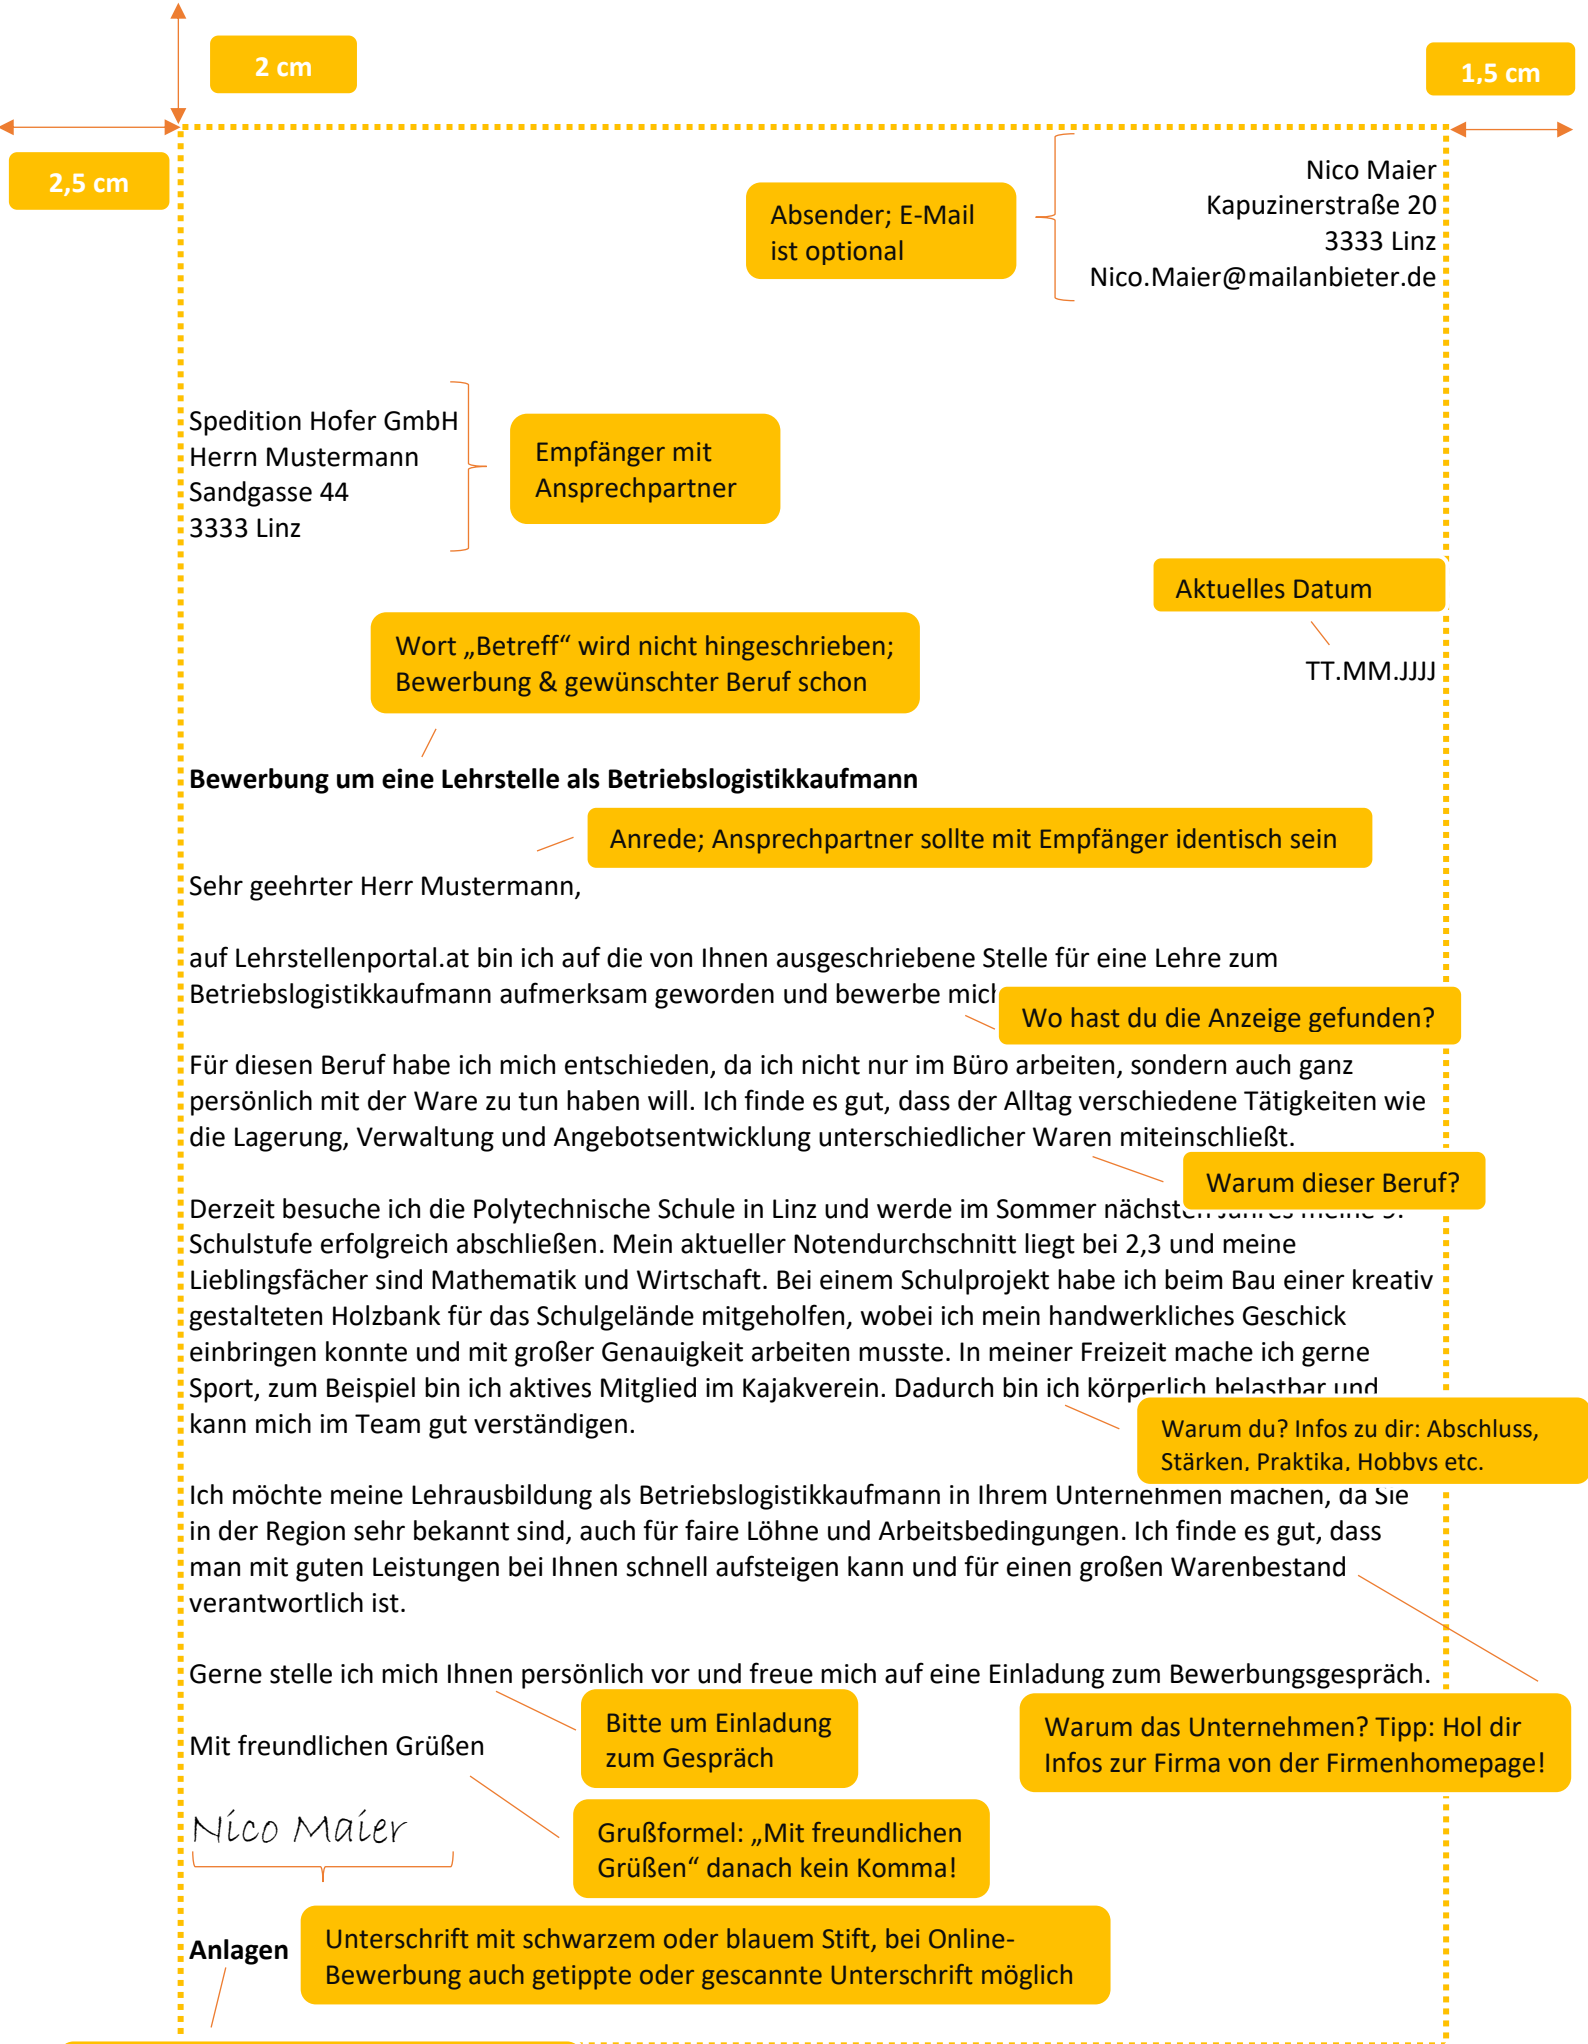 2 cm
1,5 cm
2,5 cm
Nico Maier
Kapuzinerstraße 20
3333 Linz
Nico.Maier@mailanbieter.de
Absender; E-Mail
ist optional
Spedition Hofer GmbH
Herrn Mustermann
Sandgasse 44
3333 Linz
Empfänger mit
Ansprechpartner
Aktuelles Datum
TT.MM.JJJJ
Wort „Betreff“ wird nicht hingeschrieben;
Bewerbung & gewünschter Beruf schon
Bewerbung um eine Lehrstelle als Betriebslogistikkaufmann
Anrede; Ansprechpartner sollte mit Empfänger identisch sein
Sehr geehrter Herr Mustermann,
auf Lehrstellenportal.at bin ich auf die von Ihnen ausgeschriebene Stelle für eine Lehre zum
Betriebslogistikkaufmann aufmerksam geworden und bewerbe mich
Wo hast du die Anzeige gefunden?
Für diesen Beruf habe ich mich entschieden, da ich nicht nur im Büro arbeiten, sondern auch ganz
persönlich mit der Ware zu tun haben will. Ich finde es gut, dass der Alltag verschiedene Tätigkeiten wie
die Lagerung, Verwaltung und Angebotsentwicklung unterschiedlicher Waren miteinschließt.
Warum dieser Beruf?
Derzeit besuche ich die Polytechnische Schule in Linz und werde im Sommer nächsten Jahres meine 9.
Schulstufe erfolgreich abschließen. Mein aktueller Notendurchschnitt liegt bei 2,3 und meine
Lieblingsfächer sind Mathematik und Wirtschaft. Bei einem Schulprojekt habe ich beim Bau einer kreativ
gestalteten Holzbank für das Schulgelände mitgeholfen, wobei ich mein handwerkliches Geschick
einbringen konnte und mit großer Genauigkeit arbeiten musste. In meiner Freizeit mache ich gerne
Sport, zum Beispiel bin ich aktives Mitglied im Kajakverein. Dadurch bin ich körperlich belastbar und
kann mich im Team gut verständigen.
Warum du? Infos zu dir: Abschluss,
Stärken, Praktika, Hobbys etc.
Ich möchte meine Lehrausbildung als Betriebslogistikkaufmann in Ihrem Unternehmen machen, da Sie
in der Region sehr bekannt sind, auch für faire Löhne und Arbeitsbedingungen. Ich finde es gut, dass
man mit guten Leistungen bei Ihnen schnell aufsteigen kann und für einen großen Warenbestand
verantwortlich ist.
Gerne stelle ich mich Ihnen persönlich vor und freue mich auf eine Einladung zum Bewerbungsgespräch.
Bitte um Einladung
zum Gespräch
Warum das Unternehmen? Tipp: Hol dir
Infos zur Firma von der Firmenhomepage!
Mit freundlichen Grüßen
Nico Maier
Grußformel: „Mit freundlichen
Grüßen“ danach kein Komma!
Anlagen
Unterschrift mit schwarzem oder blauem Stift, bei Online-
Bewerbung auch getippte oder gescannte Unterschrift möglich